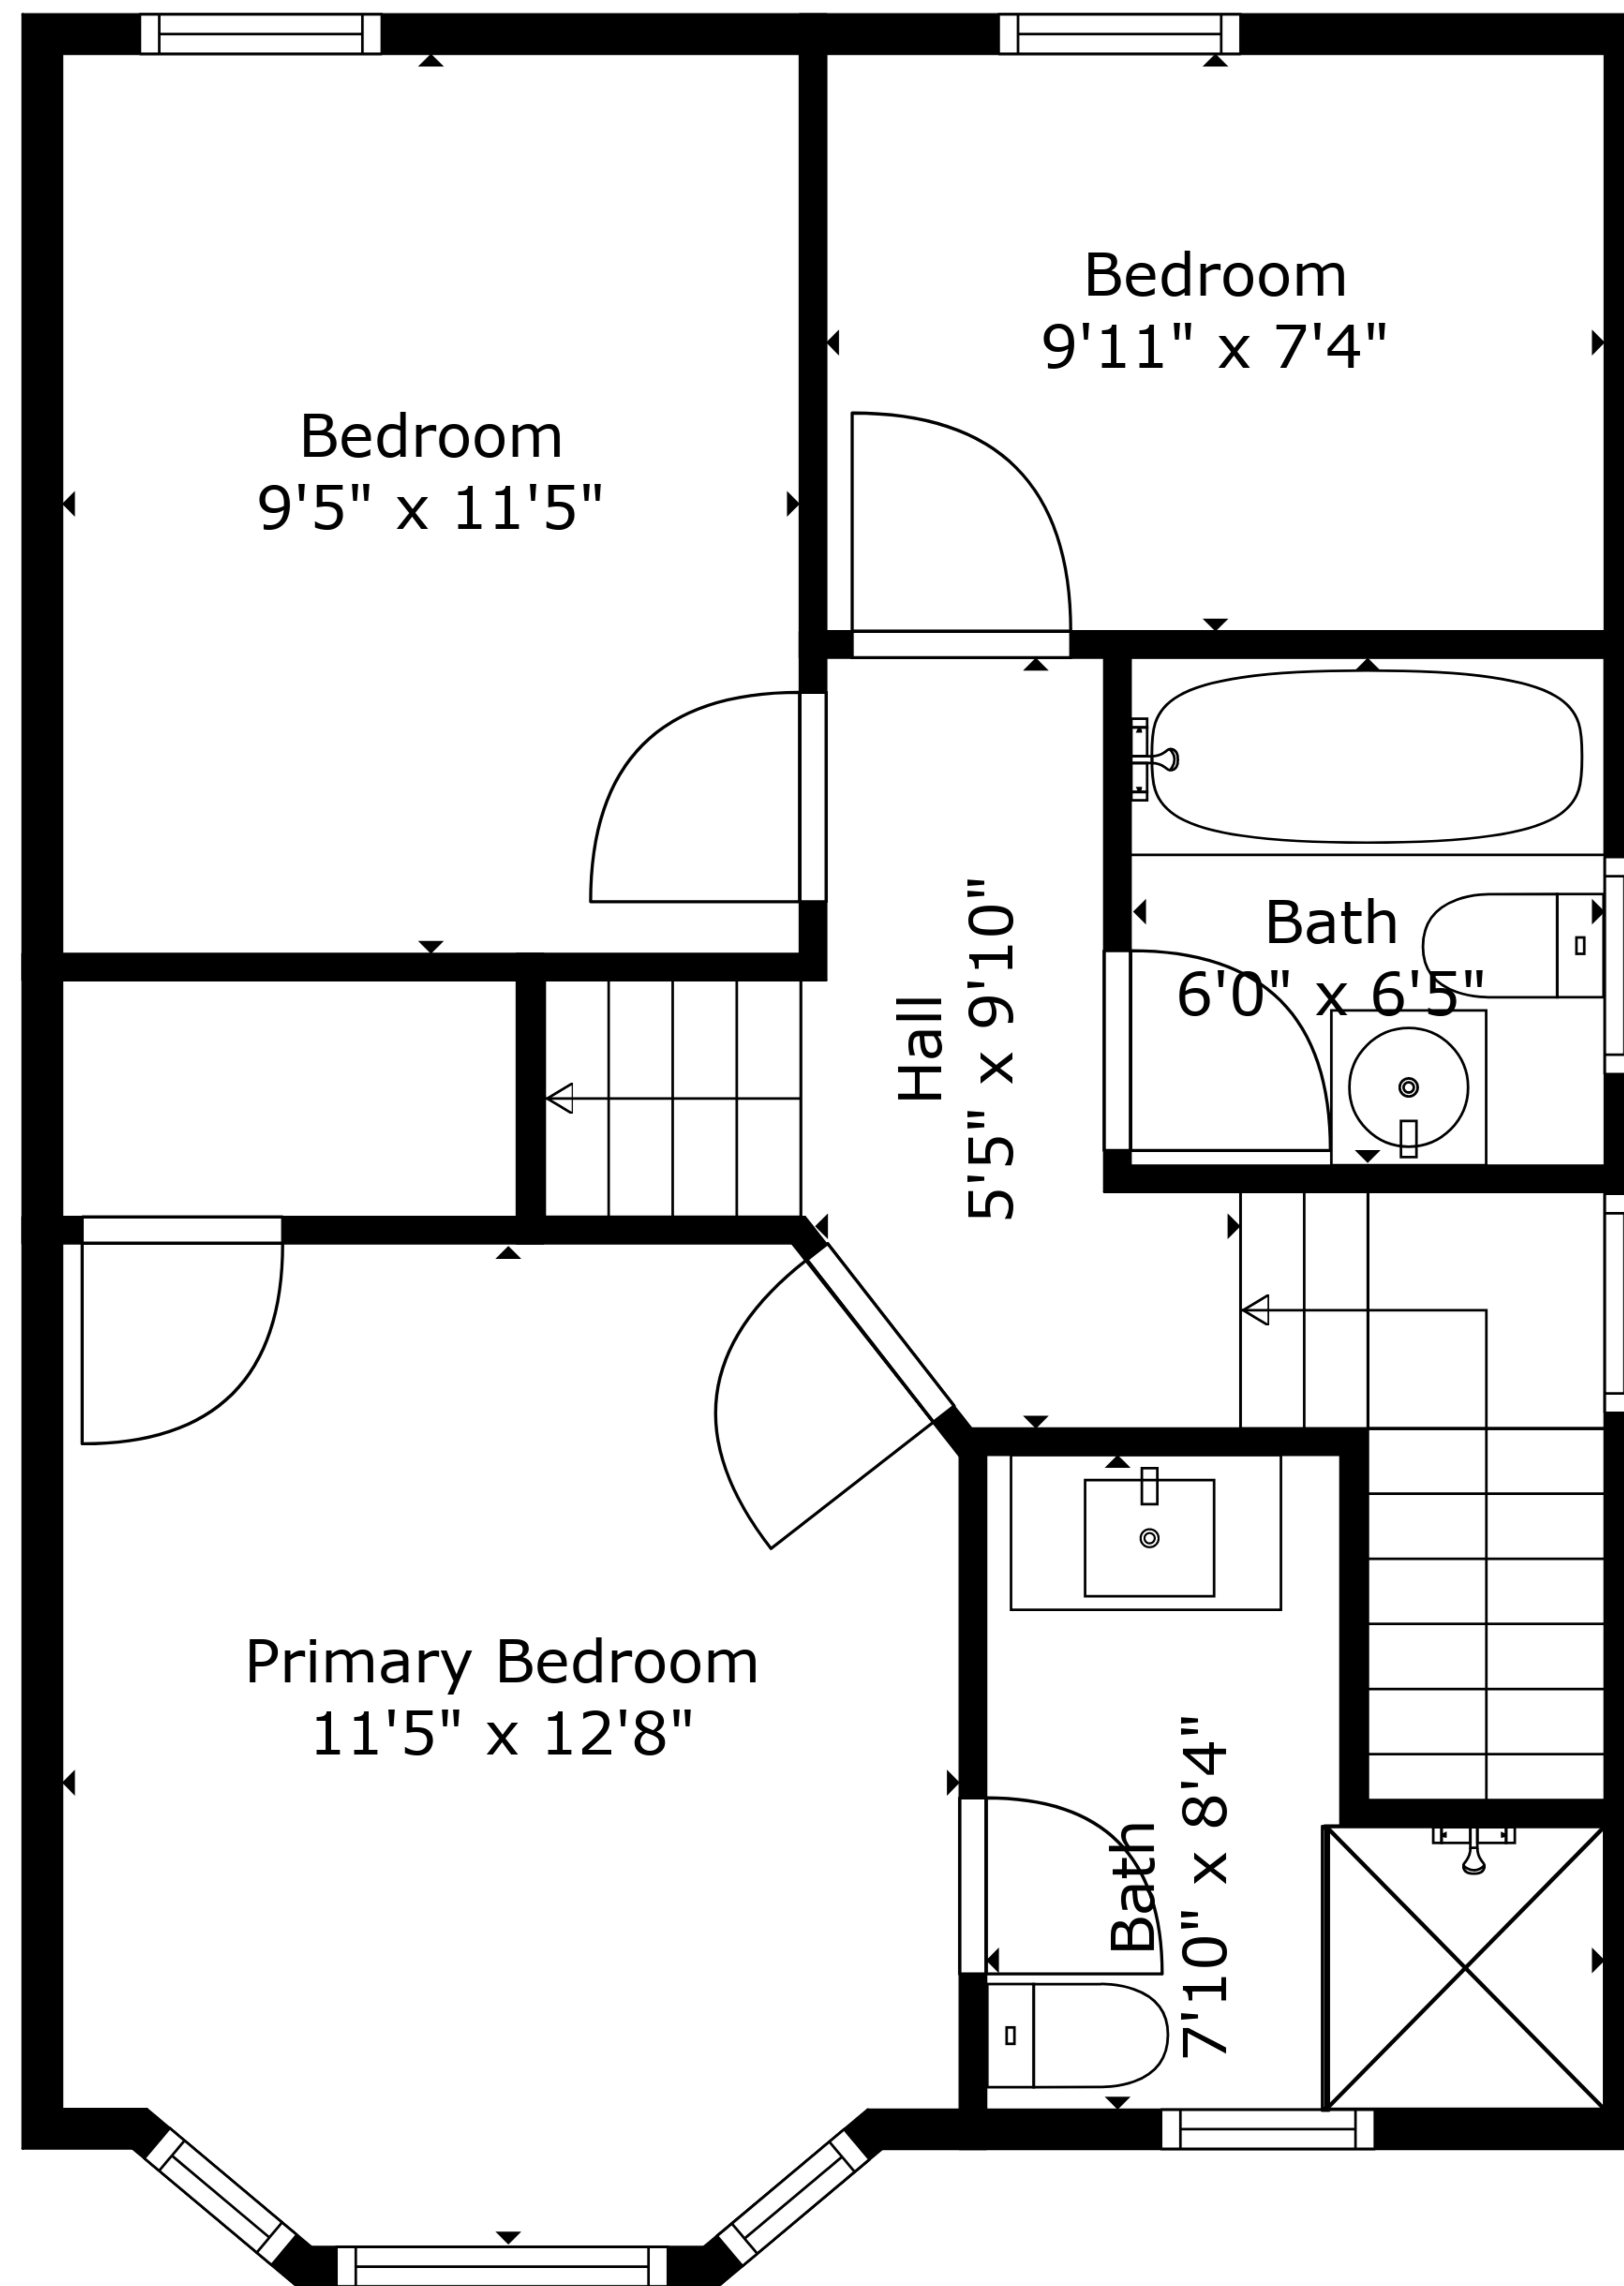 Bedroom
9'11" x 7'4"
Bedroom
9'5" x 11'5"
Bath
6'0" x 6'5"
Hall
5'5" x 9'10"
Primary Bedroom
11'5" x 12'8"
Bath
7'10" x 8'4"